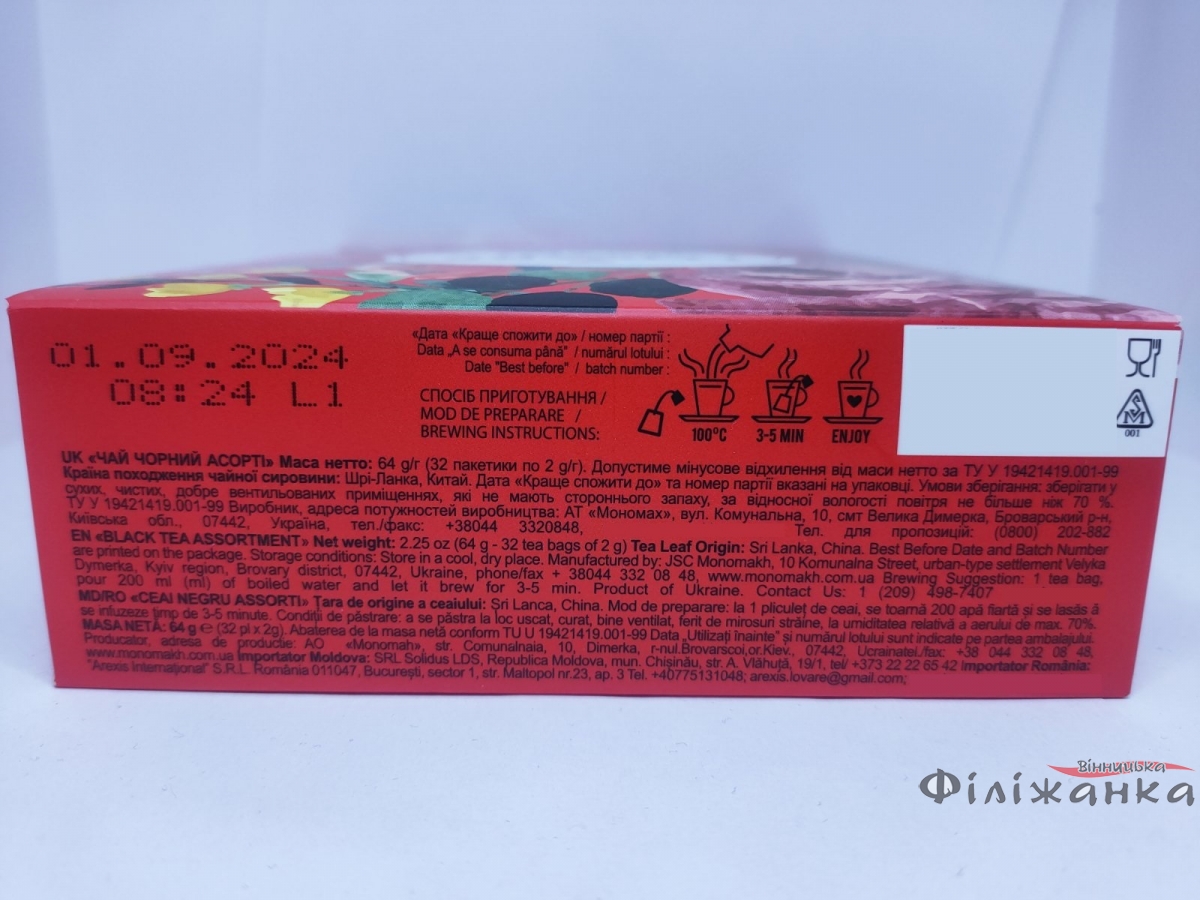 01.09.2024
08:24 L1
«Дата «Краще спожити до» / номер партії :
Data „A se consuma până” / numărul lotului :
Date "Best before" / batch number :
СПОСІБ ПРИГОТУВАННЯ /
MOD DE PREPARARE /
BREWING INSTRUCTIONS:
100°C 3-5 MIN ENJOY
001
UK «ЧАЙ ЧОРНИЙ АСОРТІ» Маса нетто: 64 g/г (32 пакетики по 2 g/г). Допустиме мінусове відхилення від маси нетто за ТУ У 19421419.001-99
Країна походження чайної сировини: Шрі-Ланка, Китай. Дата «Краще спожити до» та номер партії вказані на упаковці. Умови зберігання: зберігати у
сухих, чистих, добре вентильованих приміщеннях, які не мають стороннього запаху, за відносної вологості повітря не більше ніж 70 %.
ТУ У 19421419.001-99 Виробник, адреса потужностей виробництва: АТ «Мономах», вул. Комунальна, 10, смт Велика Димерка, Броварський р-н,
Київська обл., 07442, Україна, тел./факс: +38044 3320848, Тел. для пропозицій: (0800) 202-882
EN «BLACK TEA ASSORTMENT» Net weight: 2.25 oz (64 g - 32 tea bags of 2 g) Tea Leaf Origin: Sri Lanka, China. Best Before Date and Batch Number
are printed on the package. Storage conditions: Store in a cool, dry place. Manufactured by: JSC Monomakh, 10 Komunalna Street, urban-type settlement Velyka
Dymerka, Kyiv region, Brovary district, 07442, Ukraine, phone/fax + 38044 332 08 48, www.monomakh.com.ua Brewing Suggestion: 1 tea bag,
pour 200 ml (ml) of boiled water and let it brew for 3-5 min. Product of Ukraine. Contact Us: 1 (209) 498-7407
MD/RO «CEAI NEGRU ASSORTI» Țara de origine a ceaiului: Sri Lanca, China. Mod de preparare: la 1 pliculeț de ceai, se toarnă 200 apă fiartă și se lasăs ă
se infuzeze timp de 3-5 minute. Condiții de păstrare: a se păstra la loc uscat, curat, bine ventilat, ferit de mirosuri străine, la umiditatea relativă a aerului de max. 70%.
MASA NETĂ: 64 g ℮ (32 pl x 2g). Abaterea de la masa netă conform TU U 19421419.001-99 Data „Utilizați înainte” și numărul lotului sunt indicate pe partea ambalajului.
Producator, adresa de productie: AO «Monomah», str. Comunalnaia, 10, Dimerka, r-nul.Brovarscoi,or.Kiev., 07442, Ucrainatei./fax: +38 044 332 08 48,
www.monomakh.com.ua Importator Moldova: SRL Solidus LDS, Republica Moldova, mun. Chișinău, str. A. Vlăhuță, 19/1, tel/ +373 22 22 65 42 Importator România:
"Arexis Internațional" S.R.L. România 011047, București, sector 1, str. Maltopol nr.23, ap. 3 Tel. +40775131048; arexis.lovare@gmail.com;
Вінницька
Філіжанка